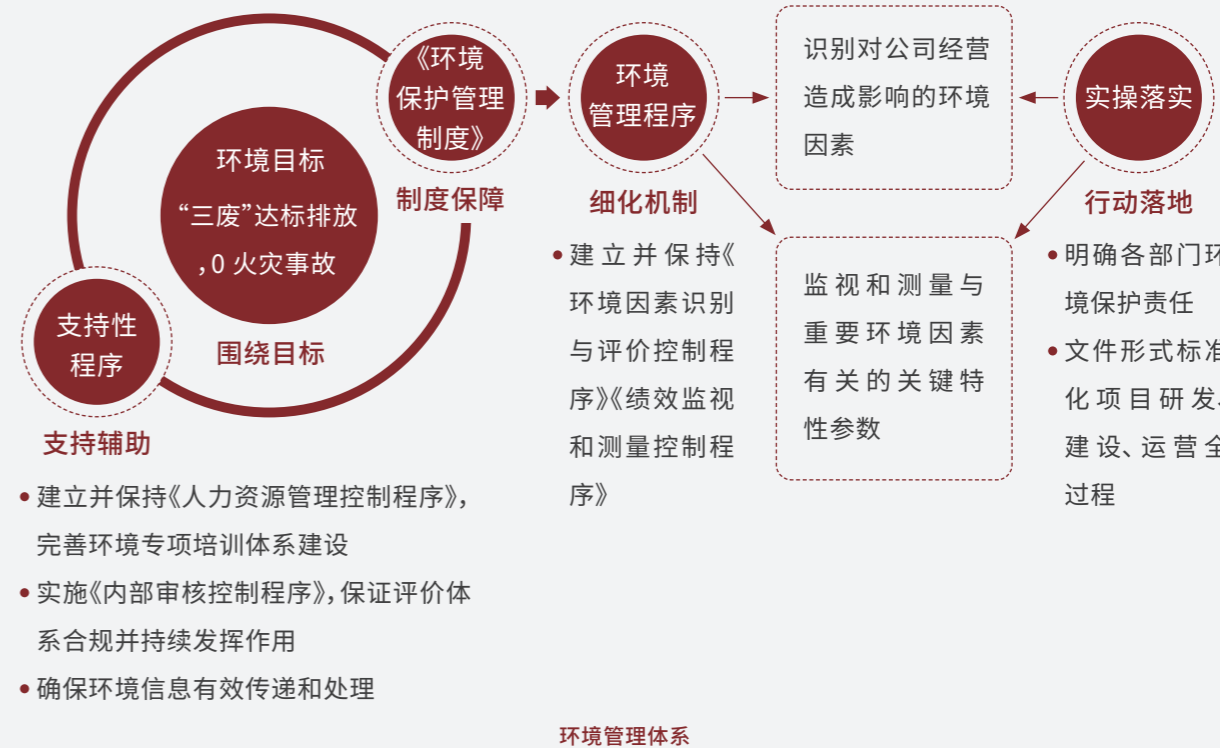 环境目标
“三废”达标排放
，0 火灾事故
围绕目标
《环境
保护管理
制度》
制度保障
支持性
程序
支持辅助
• 建立并保持《人力资源管理控制程序》，
完善环境专项培训体系建设
• 实施《内部审核控制程序》，保证评价体
系合规并持续发挥作用
• 确保环境信息有效传递和处理
环境
管理程序
细化机制
• 建立并保持《
环境因素识别
与评价控制程
序》《绩效监视
和测量控制程
序》
识别对公司经营
造成影响的环境
因素
监视和测量与
重要环境因素
有关的关键特
性参数
实操落实
行动落地
• 明确各部门环
境保护责任
• 文件形式标准
化项目研发、
建设、运营全
过程
环境管理体系